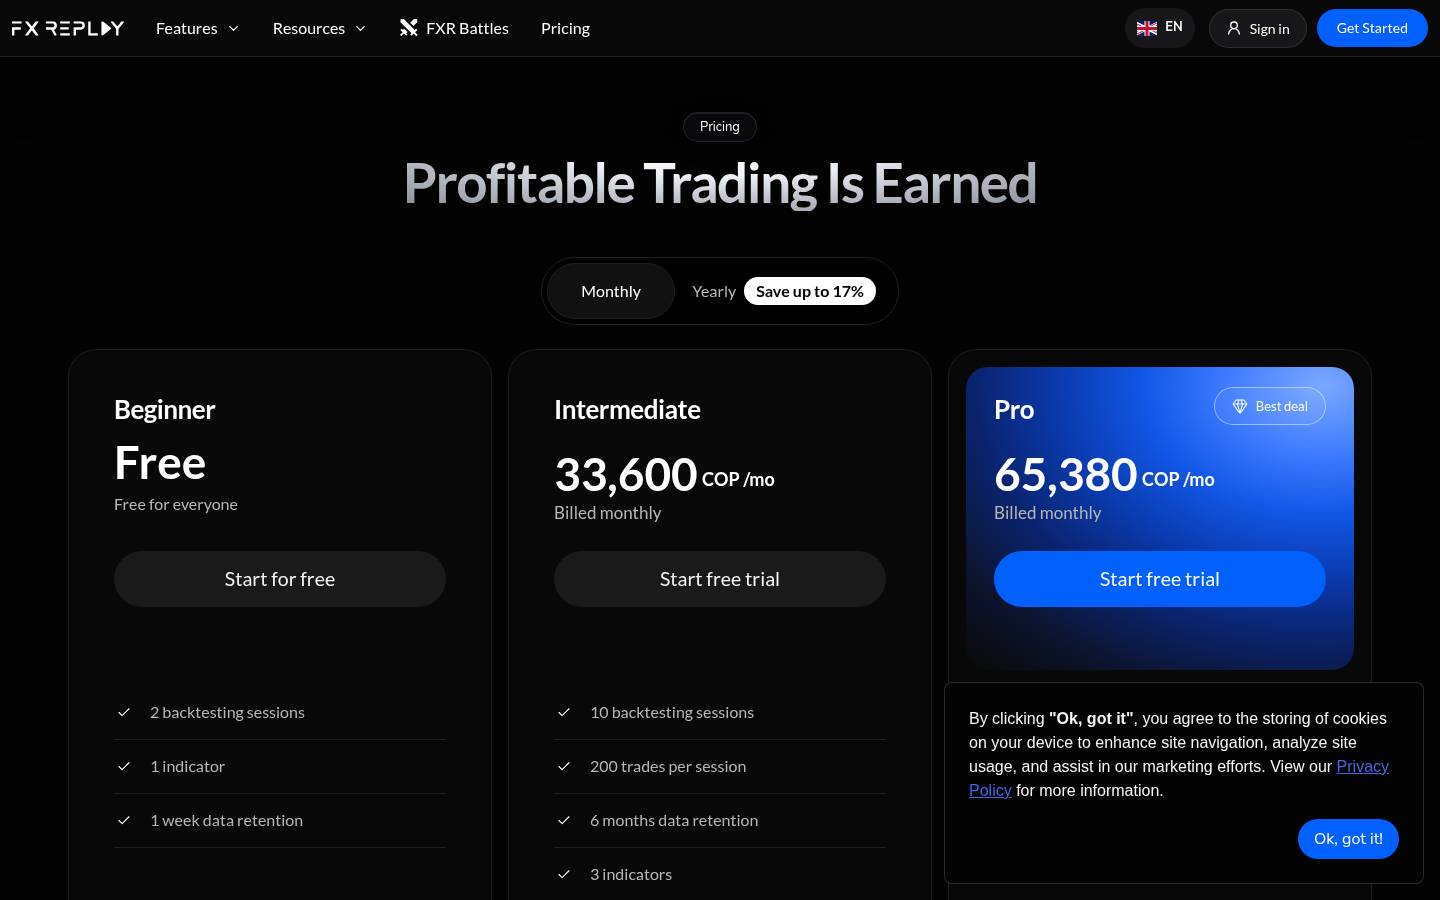 FX REPLAY
Features
Resources
FXR Battles
Pricing
EN
Sign in
Get Started
Pricing
Profitable Trading Is Earned
Monthly
Yearly
Save up to 17%
Beginner
Free
Free for everyone
Start for free
2 backtesting sessions
1 indicator
1 week data retention
Intermediate
33,600 COP /mo
Billed monthly
Start free trial
10 backtesting sessions
200 trades per session
6 months data retention
3 indicators
Pro
Best deal
65,380 COP /mo
Billed monthly
Start free trial
By clicking "Ok, got it", you agree to the storing of cookies
on your device to enhance site navigation, analyze site
usage, and assist in our marketing efforts. View our Privacy
Policy for more information.
Ok, got it!